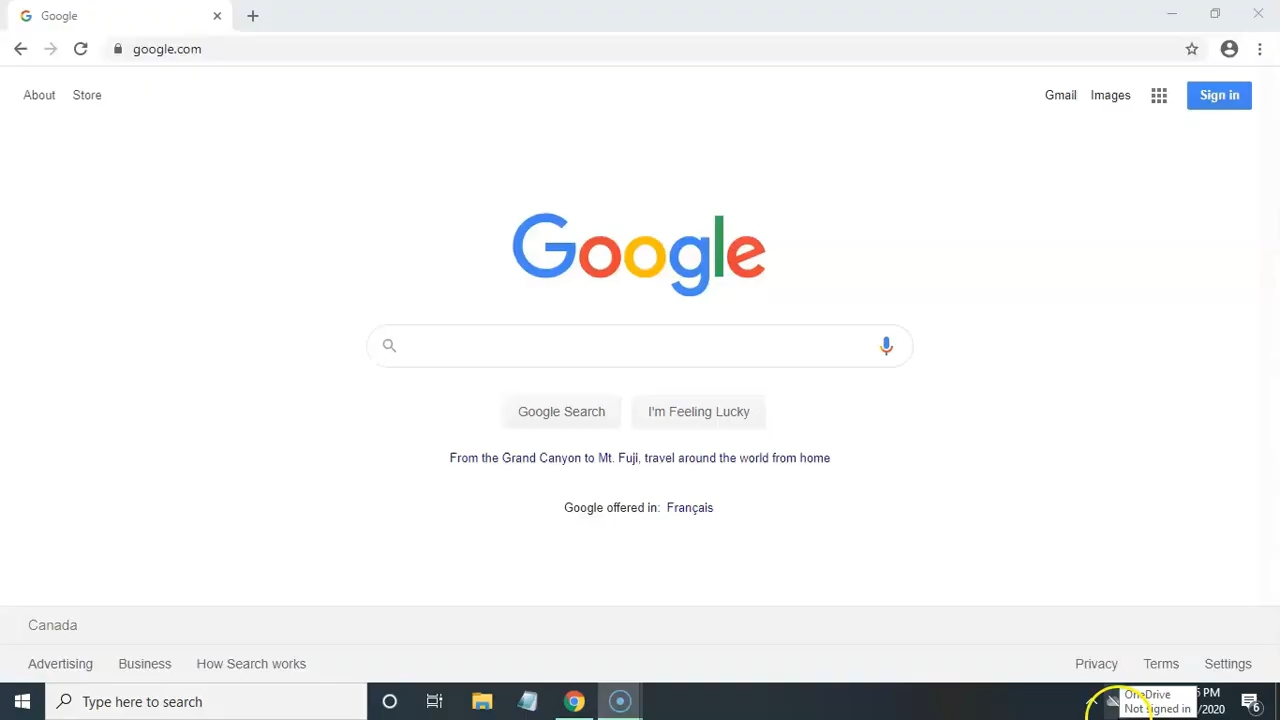 Google
google.com
About Store
Gmail Images Sign in
Google
Google Search I'm Feeling Lucky
From the Grand Canyon to Mt. Fuji, travel around the world from home
Google offered in: Français
Canada
Advertising Business How Search works
Privacy Terms Settings
Type here to search
OneDrive
Not signed in
PM
/2020
6